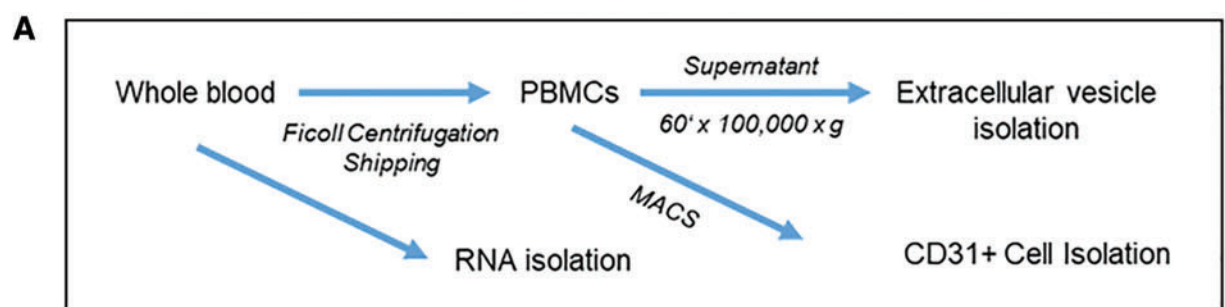 A
Whole blood
Ficoll Centrifugation
Shipping
PBMCs
Supernatant
60‘ x 100,000 x g
Extracellular vesicle
isolation
MACS
RNA isolation
CD31+ Cell Isolation